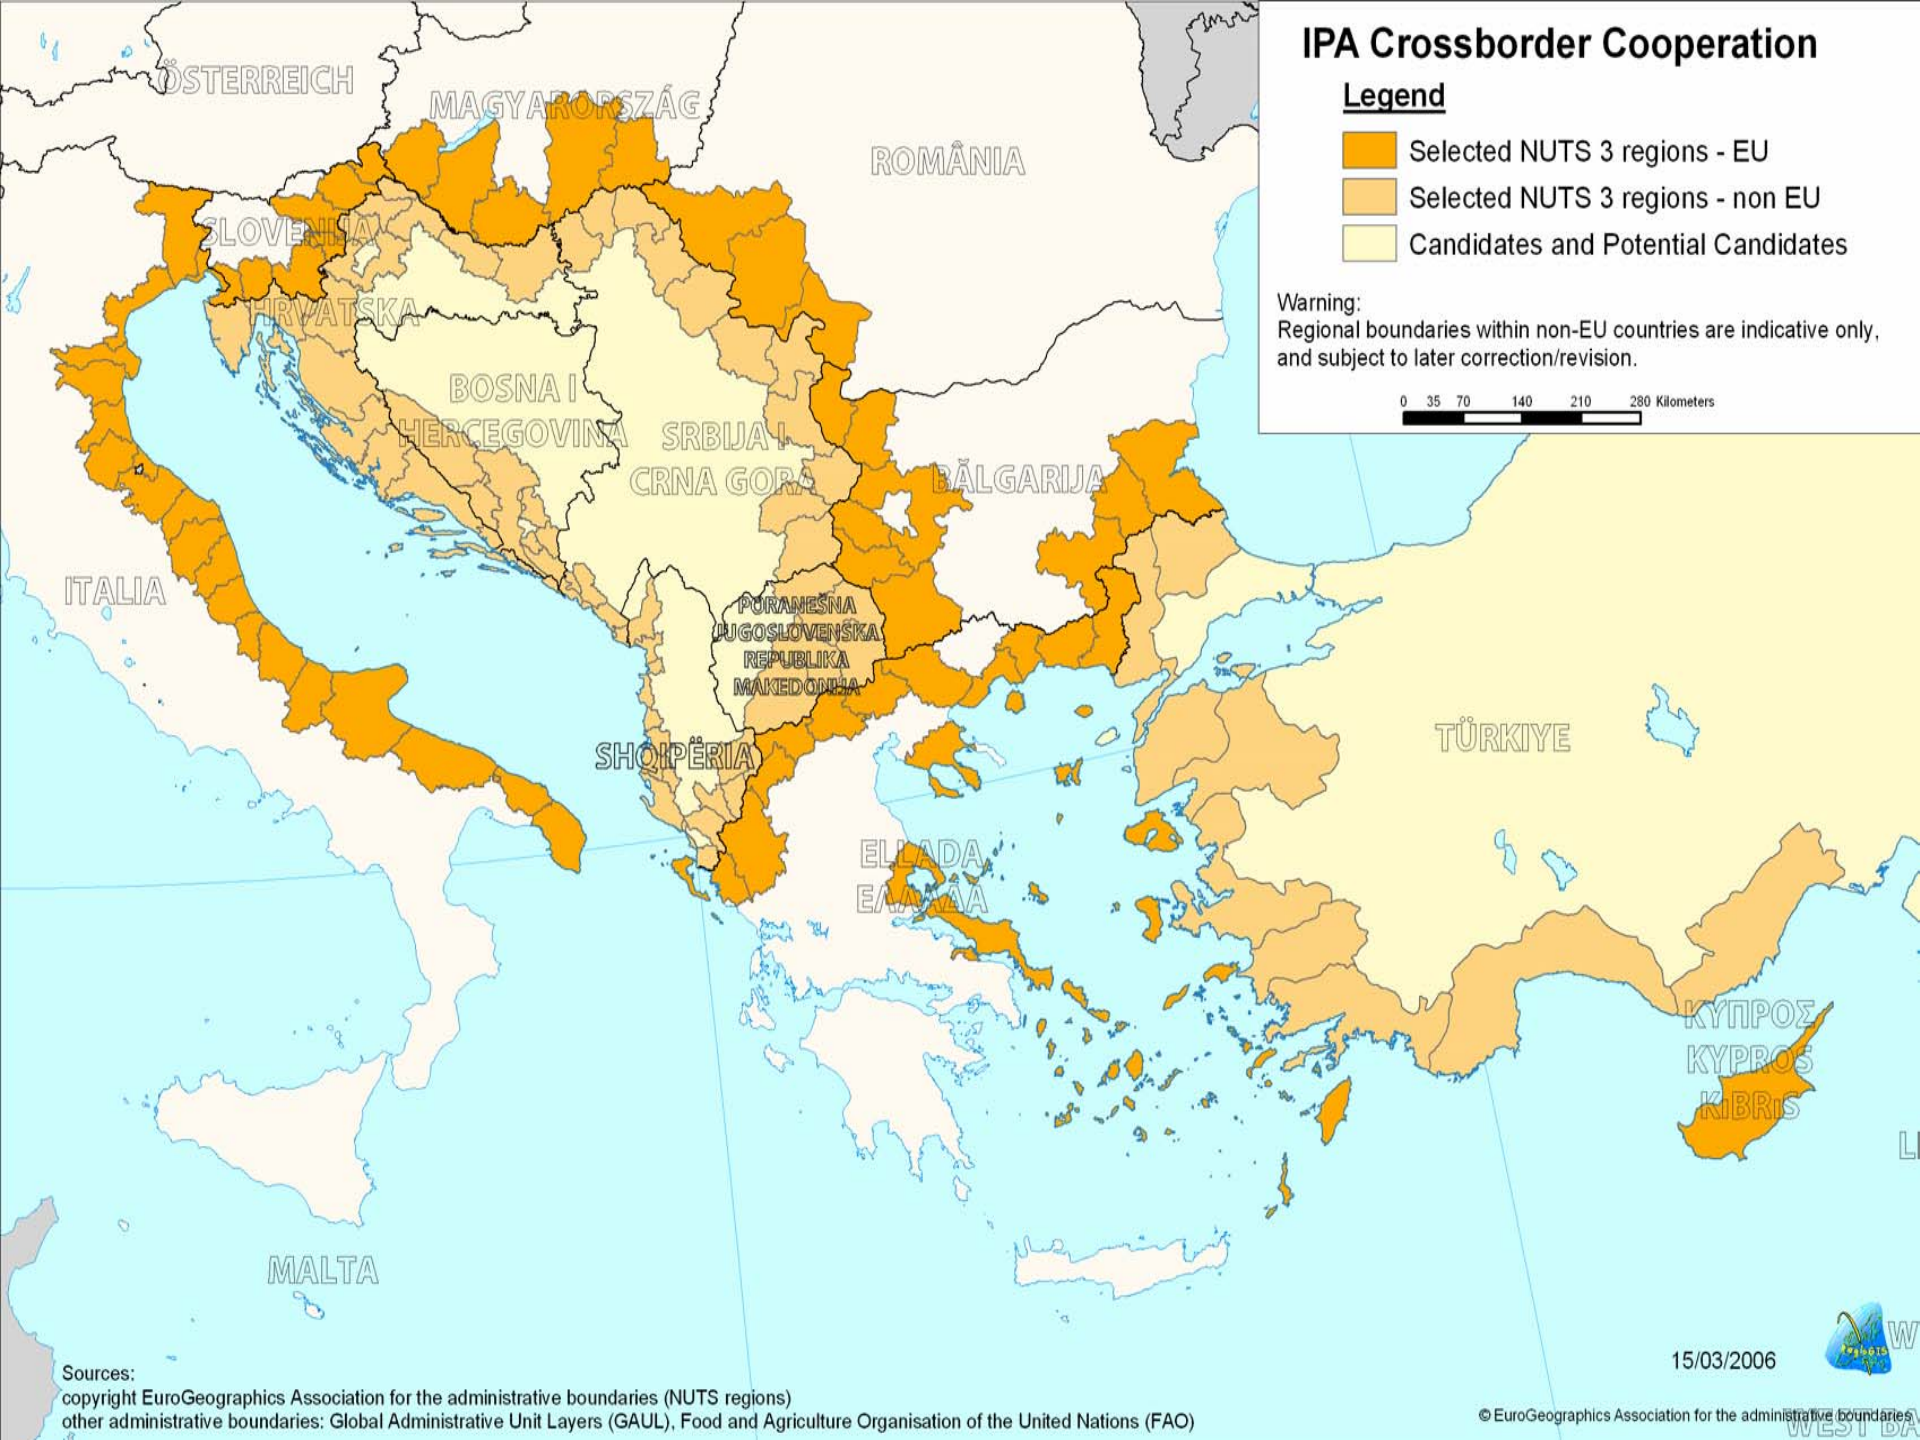 IPA Crossborder Cooperation
Legend
Selected NUTS 3 regions - EU
Selected NUTS 3 regions - non EU
Candidates and Potential Candidates
Warning:
Regional boundaries within non-EU countries are indicative only,
and subject to later correction/revision.
0 35 70 140 210 280 Kilometers
ÖSTERREICH
MAGYARORSZÁG
ROMÂNIA
SLOVENIJA
HRVATSKA
BOSNA I
HERCEGOVINA
SRBIJA I
CRNA GORA
BĂLGARIJA
ITALIA
PORANEŠNA
JUGOSLOVENSKA
REPUBLIKA
MAKEDONIJA
SHQIPËRIA
TÜRKIYE
ELLADA
ΕΛΛΑΔΑ
ΚΥΠΡΟΣ
KYPROS
KıBRıS
LI
MALTA
W
15/03/2006
Sources:
copyright EuroGeographics Association for the administrative boundaries (NUTS regions)
other administrative boundaries: Global Administrative Unit Layers (GAUL), Food and Agriculture Organisation of the United Nations (FAO)
© EuroGeographics Association for the administrative boundaries
WEST BA